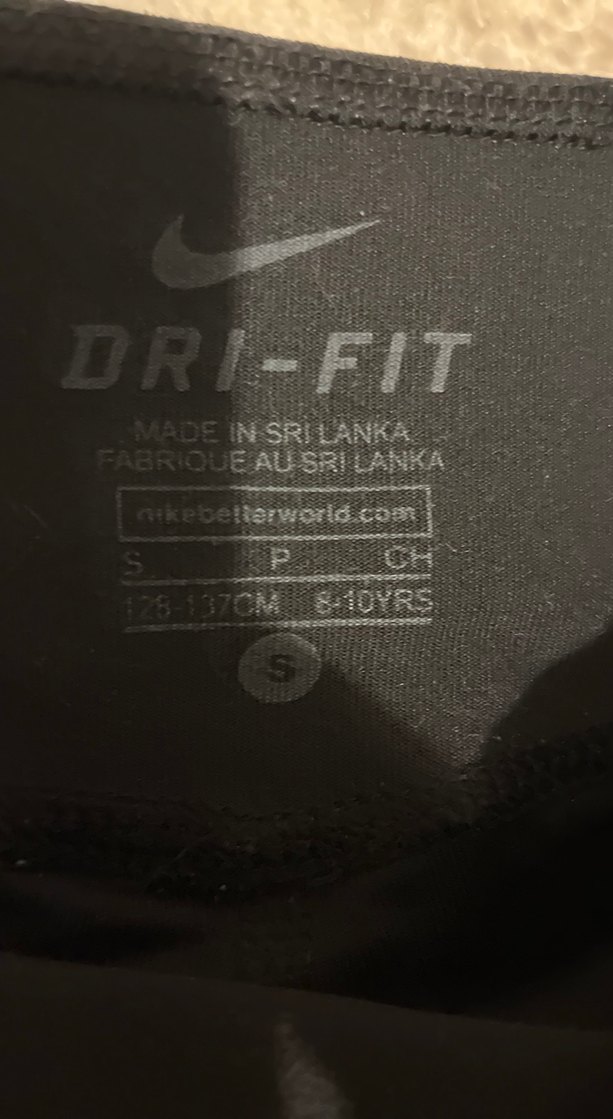 DRI-FIT
MADE IN SRI LANKA
FABRIQUE AU SRI LANKA
nikebetterworld.com
S P CH
128-137CM 8-10YRS
S